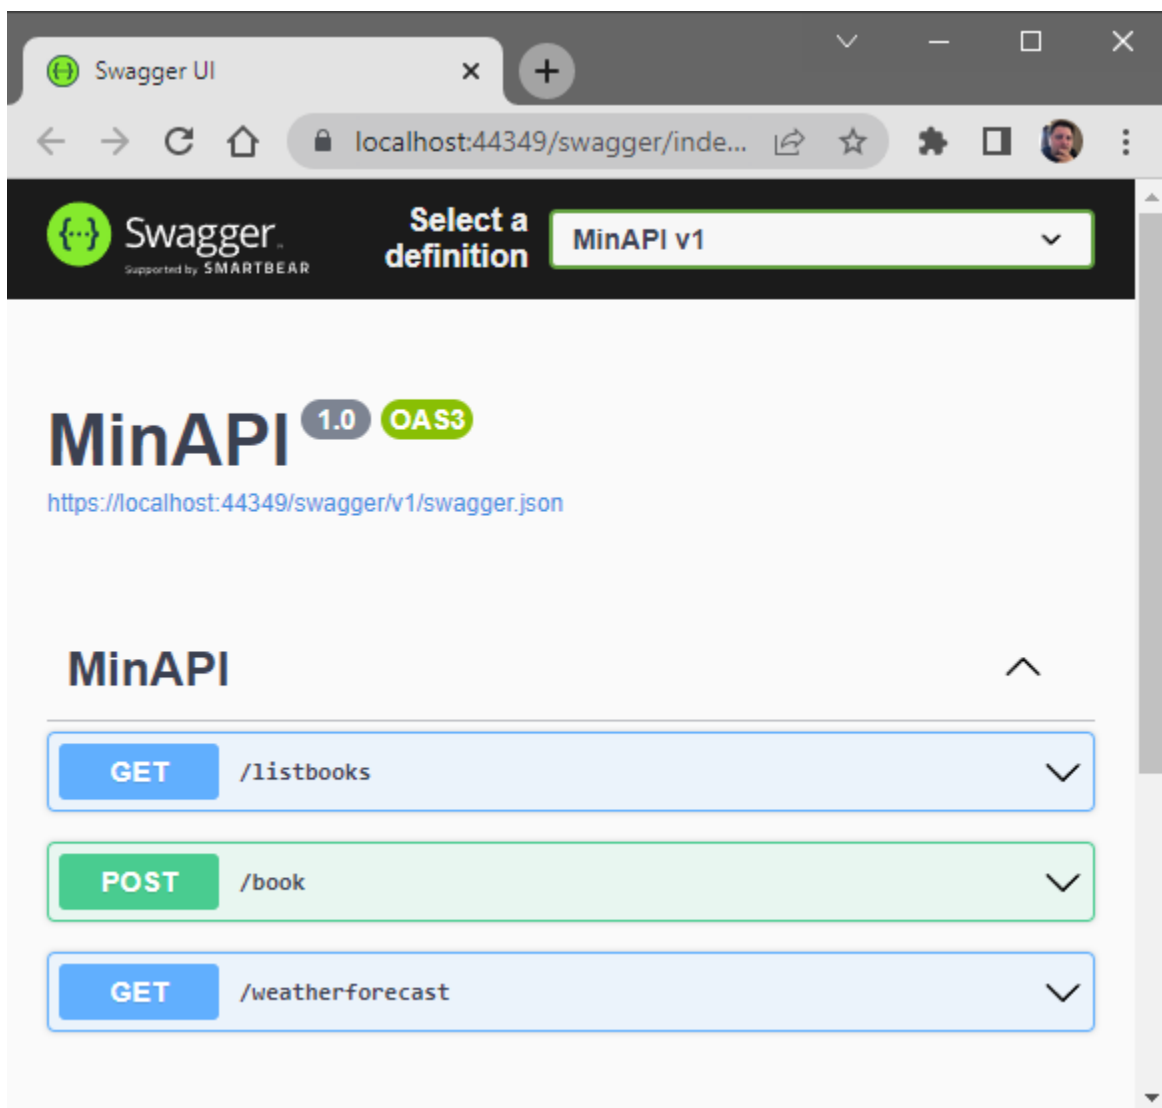 Swagger UI
localhost:44349/swagger/inde...
Swagger
Supported by SMARTBEAR
Select a
definition
MinAPI v1
MinAPI 1.0 OAS3
https://localhost:44349/swagger/v1/swagger.json
MinAPI
GET /listbooks
POST /book
GET /weatherforecast